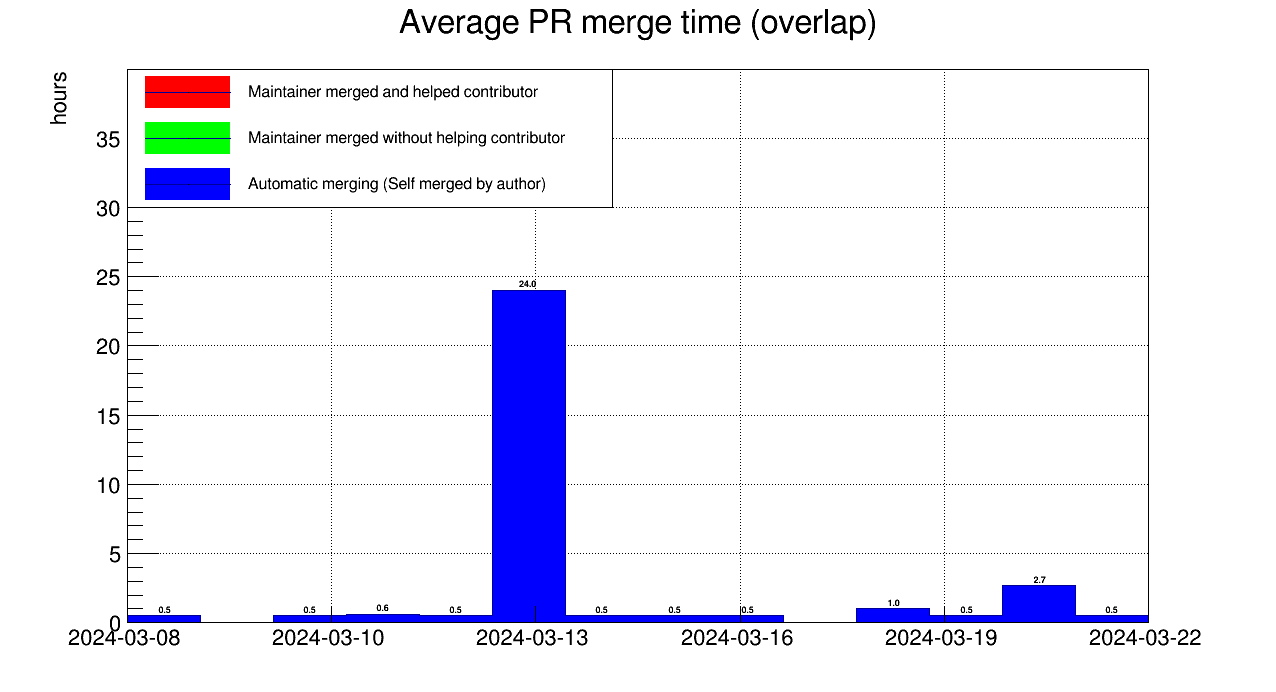 Average PR merge time (overlap)
hours
Maintainer merged and helped contributor
Maintainer merged without helping contributor
Automatic merging (Self merged by author)
35
30
25
20
15
10
5
0
24.0
2.7
1.0
0.5 0.5 0.6 0.5 0.5 0.5 0.5 0.5 0.5
2024-03-08 2024-03-10 2024-03-13 2024-03-16 2024-03-19 2024-03-22